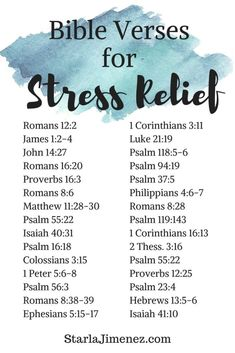 Bible Verses
for
Stress Relief
Romans 12:2
James 1:2-4
John 14:27
Romans 16:20
Proverbs 16:3
Romans 8:6
Matthew 11:28-30
Psalm 55:22
Isaiah 40:31
Psalm 16:18
Colossians 3:15
1 Peter 5:6-8
Psalm 56:3
Romans 8:38-39
Ephesians 5:15-17
1 Corinthians 3:11
Luke 21:19
Psalm 118:5-6
Psalm 94:19
Psalm 37:5
Philippians 4:6-7
Romans 8:28
Psalm 119:143
1 Corinthians 16:13
2 Thess. 3:16
Psalm 55:22
Proverbs 12:25
Psalm 23:4
Hebrews 13:5-6
Isaiah 41:10
StarlaJimenez.com